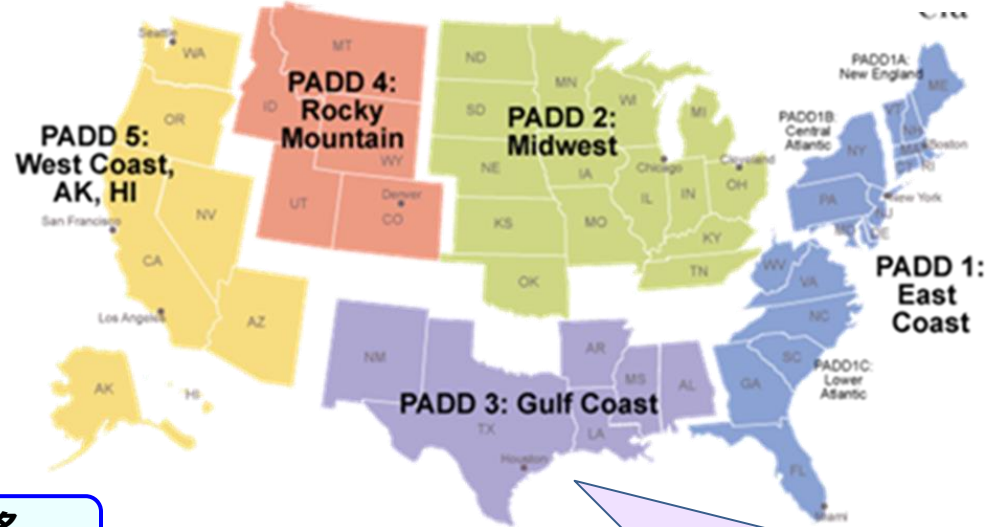 Seattle
WA
OR
PADD 5:
West Coast,
AK, HI
San Francisco
NV
CA
Los Angeles
AZ
AK
HI
MT
PADD 4:
Rocky
Mountain
ID
WY
UT
Denver
CO
ND
MN
SD
WI
MI
PADD 2:
Midwest
NE
IA
Chicago
Cleveland
IL
IN
OH
KS
MO
KY
OK
TN
NM
AR
MS
AL
PADD 3: Gulf Coast
TX
LA
Houston
PADD1A:
New England
ME
VT
NH
MA
Boston
CT
RI
PADD1B:
Central
Atlantic
NY
PA
New York
NJ
MD
DE
WV
VA
PADD 1:
East
Coast
NC
SC
PADD1C:
Lower
Atlantic
GA
FL
Miami